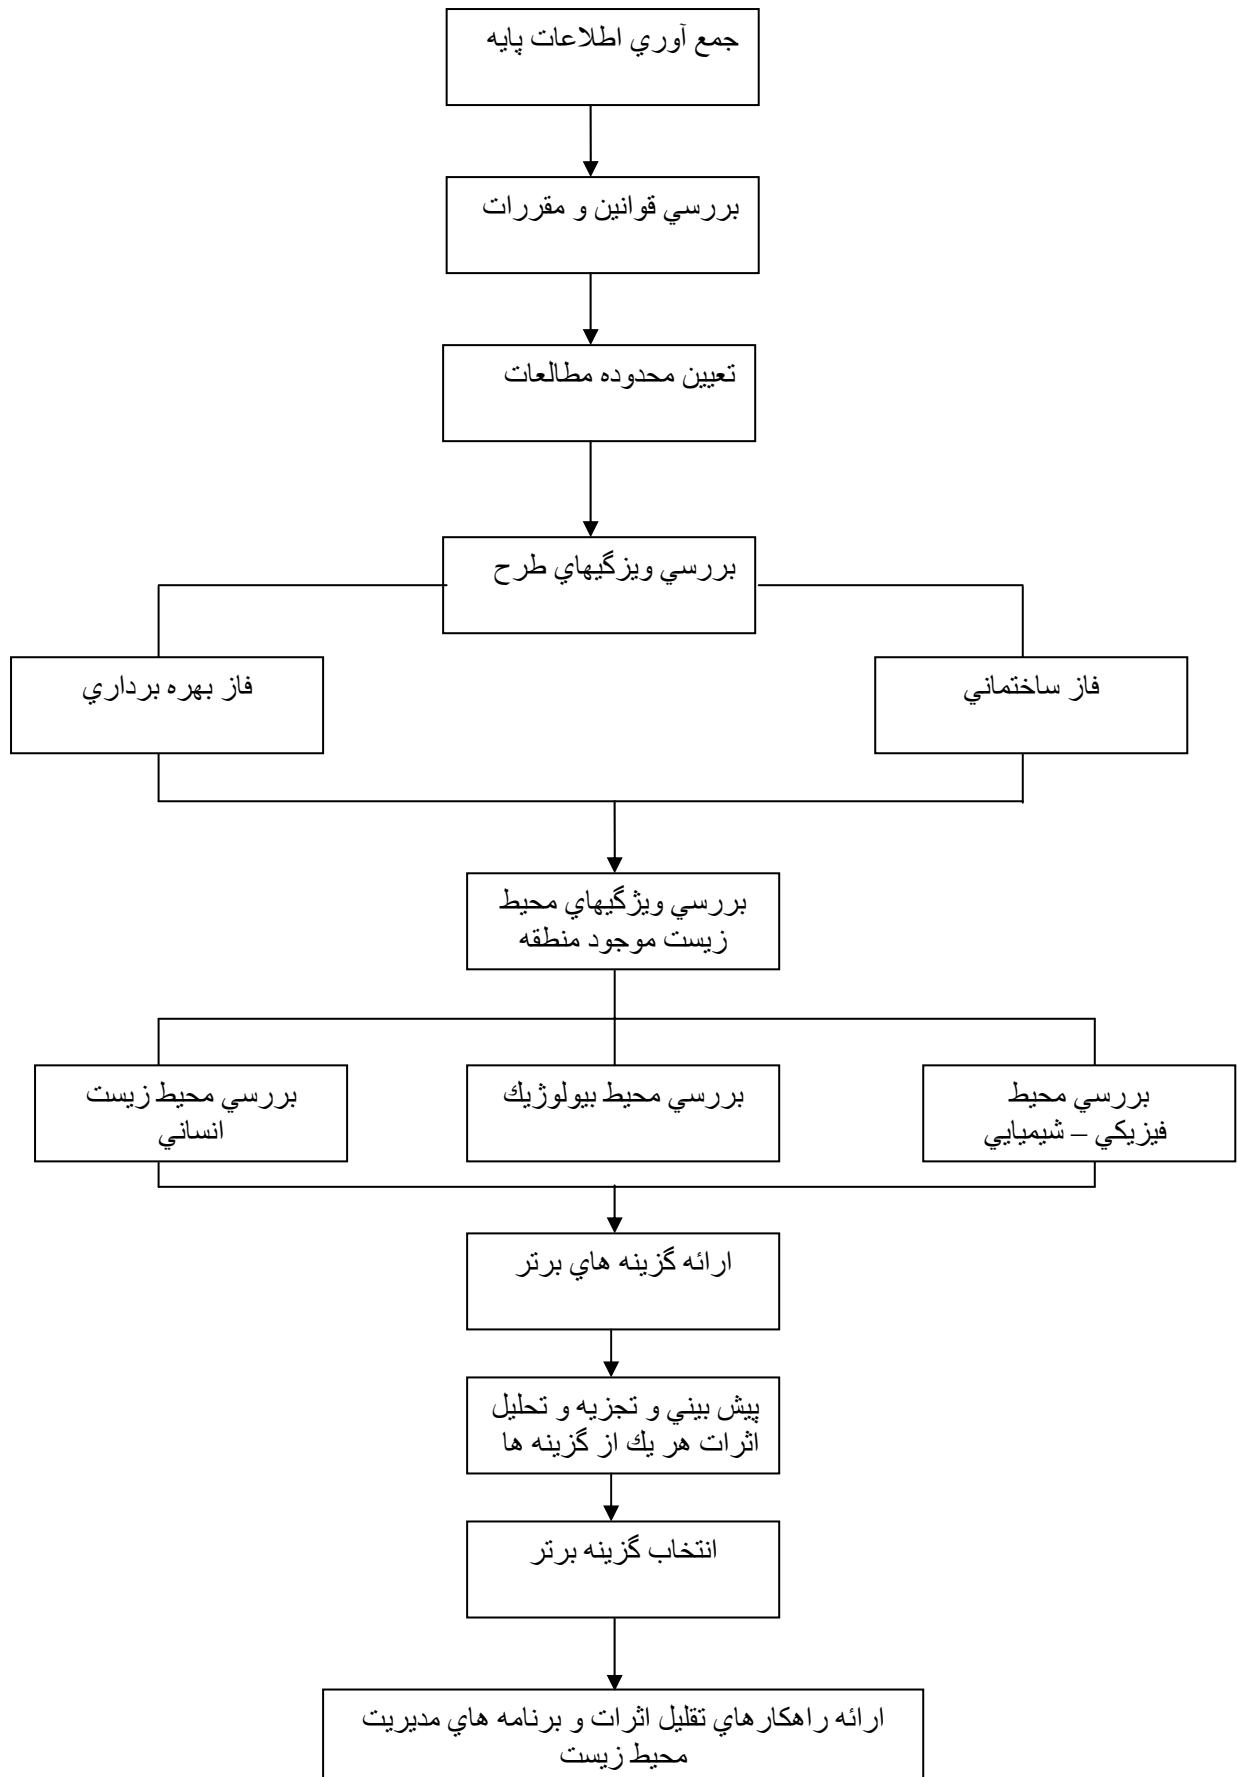 جمع آوري اطلاعات پايه
بررسي قوانين و مقررات
تعيين محدوده مطالعات
بررسي ويزگيهاي طرح
فاز ساختماني
فاز بهره برداري
بررسي ويژگيهاي محيط
زيست موجود منطقه
بررسي محيط
فيزيكي – شيميايي
بررسي محيط بيولوژيك
بررسي محيط زيست
انساني
ارائه گزينه هاي برتر
پيش بيني و تجزيه و تحليل
اثرات هر يك از گزينه ها
انتخاب گزينه برتر
ارائه راهكارهاي تقليل اثرات و برنامه هاي مديريت
محيط زيست